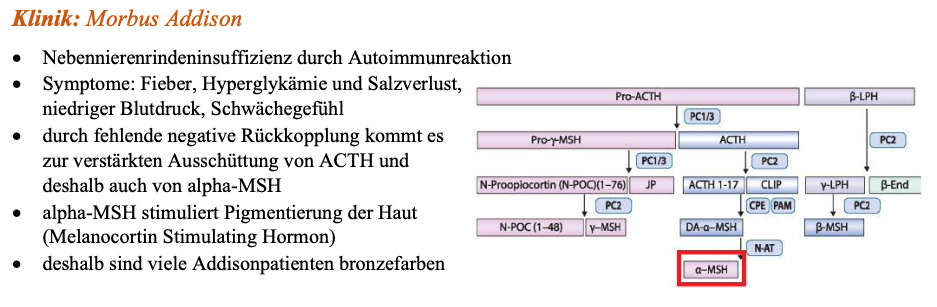 Klinik: Morbus Addison
• Nebennierenrindeninsuffizienz durch Autoimmunreaktion
• Symptome: Fieber, Hyperglykämie und Salzverlust,
niedriger Blutdruck, Schwächegefühl
• durch fehlende negative Rückkopplung kommt es
zur verstärkten Ausschüttung von ACTH und
deshalb auch von alpha-MSH
• alpha-MSH stimuliert Pigmentierung der Haut
(Melanocortin Stimulating Hormon)
• deshalb sind viele Addisonpatienten bronzefarben
Pro-ACTH β-LPH
PC1/3
Pro-γ-MSH ACTH PC2
PC1/3 PC2
N-Proopiocortin (N-POC)(1–76) JP ACTH 1-17 CLIP γ-LPH β-End
PC2 CPE PAM PC2
N-POC (1–48) γ–MSH DA-α–MSH β-MSH
N-AT
α–MSH